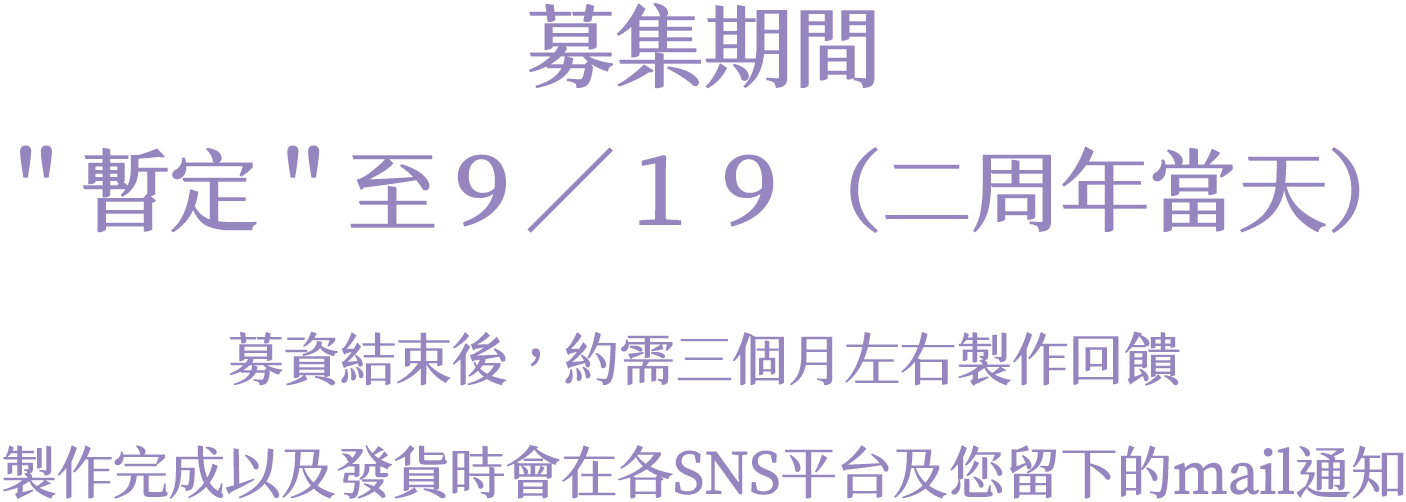 募集期間
"暫定"至９／１９（二周年當天）
募資結束後，約需三個月左右製作回饋
製作完成以及發貨時會在各SNS平台及您留下的mail通知